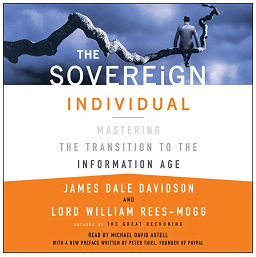 THE
SOVEREiGN
INDIVIDUAL
MASTERING
THE TRANSITION TO THE
INFORMATION AGE
JAMES DALE DAVIDSON
AND
LORD WILLIAM REES-MOGG
AUTHORS OF THE GREAT RECKONING
READ BY MICHAEL DAVID AXTELL
WITH A NEW PREFACE WRITTEN BY PETER THIEL, FOUNDER OF PAYPAL